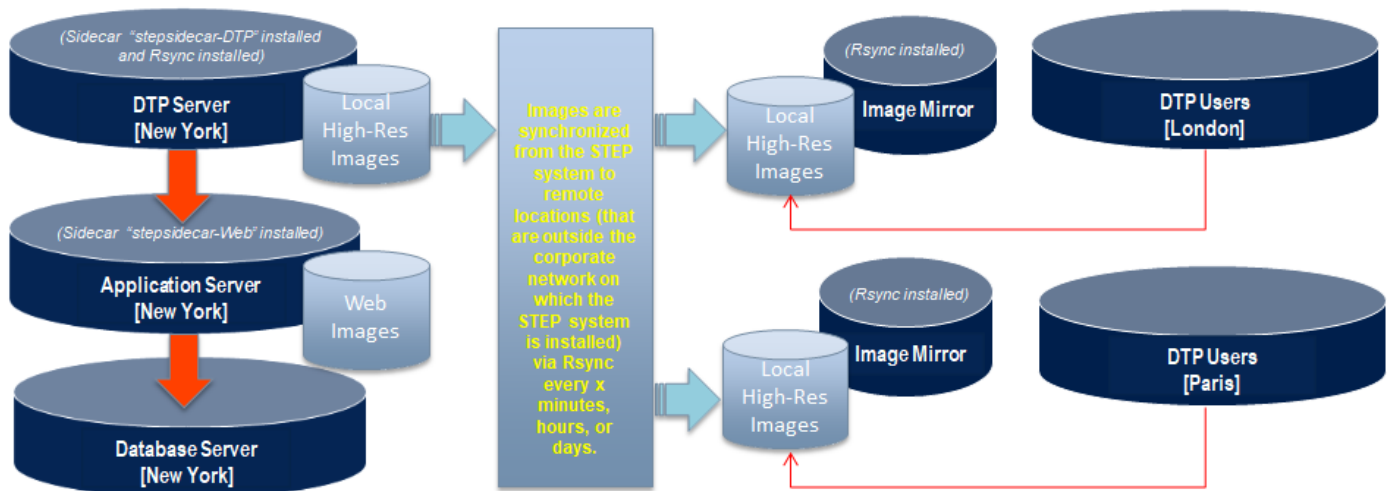 (Sidecar "stepsidecar-DTP" installed
and Rsync installed)
DTP Server
[New York]
Local
High-Res
Images
(Sidecar "stepsidecar-Web" installed)
Application Server
[New York]
Web
Images
Database Server
[New York]
Images are
synchronized
from the STEP
system to
remote
locations (that
are outside the
corporate
network on
which the
STEP system
is installed)
via Rsync
every x
minutes,
hours, or
days.
Local
High-Res
Images
(Rsync installed)
Image Mirror
DTP Users
[London]
Local
High-Res
Images
(Rsync installed)
Image Mirror
DTP Users
[Paris]